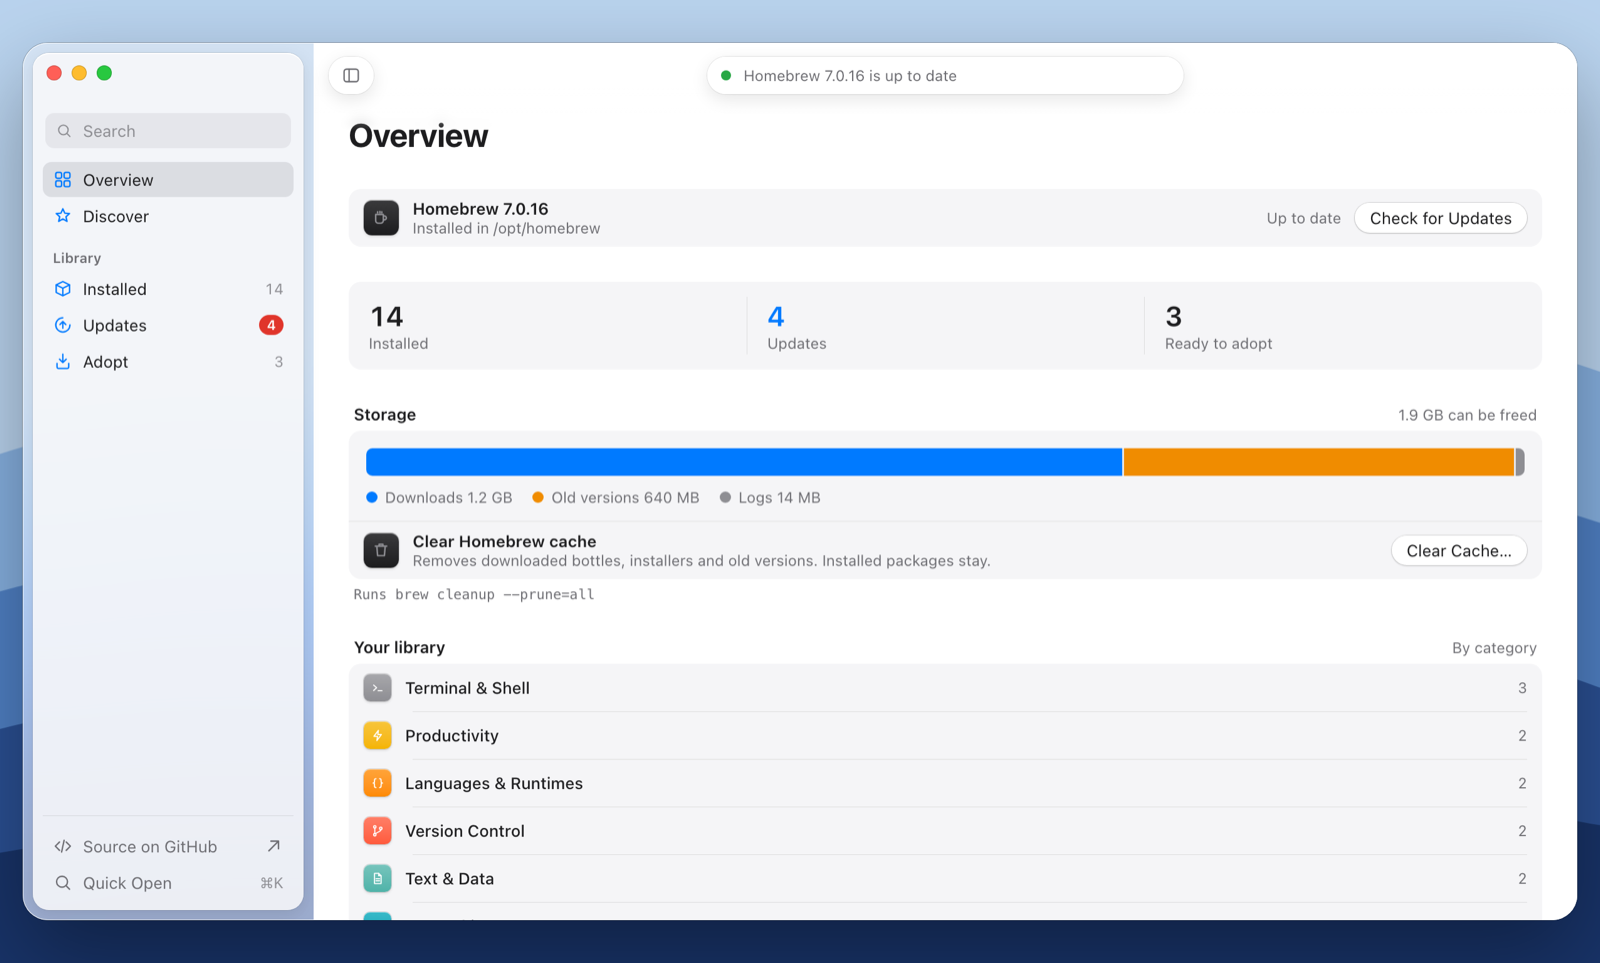 Homebrew 7.0.16 is up to date
Search
Overview
Discover
Library
Installed 14
Updates 4
Adopt 3
Source on GitHub
Quick Open ⌘K
Overview
Homebrew 7.0.16
Installed in /opt/homebrew
Up to date
Check for Updates
14
Installed
4
Updates
3
Ready to adopt
Storage
1.9 GB can be freed
Downloads 1.2 GB
Old versions 640 MB
Logs 14 MB
Clear Homebrew cache
Removes downloaded bottles, installers and old versions. Installed packages stay.
Clear Cache...
Runs brew cleanup --prune=all
Your library
By category
Terminal & Shell 3
Productivity 2
Languages & Runtimes 2
Version Control 2
Text & Data 2